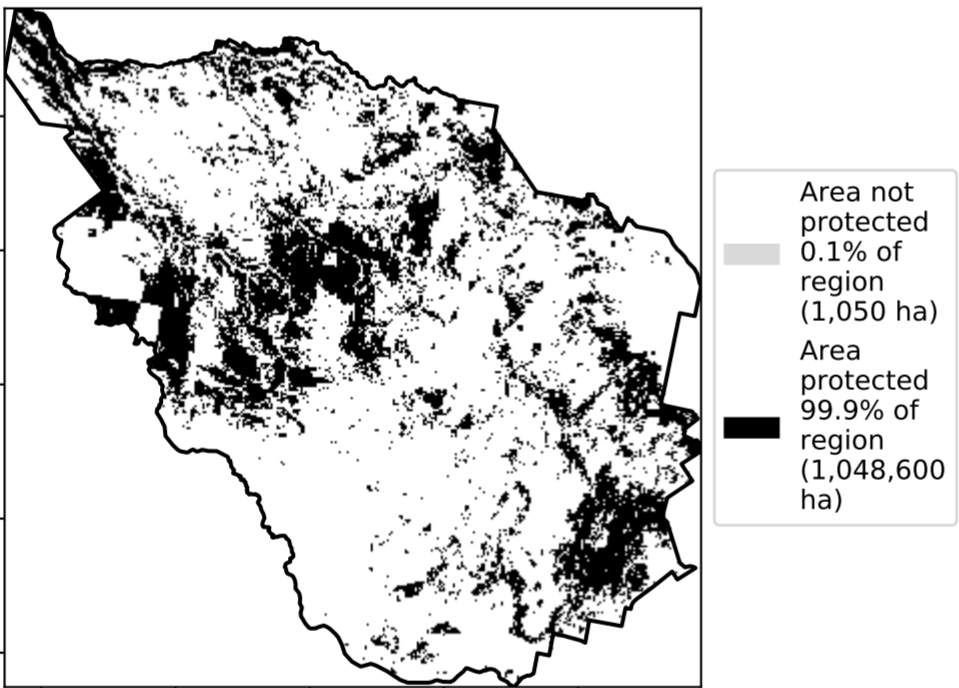 Area not
protected
0.1% of
region
(1,050 ha)
Area
protected
99.9% of
region
(1,048,600
ha)